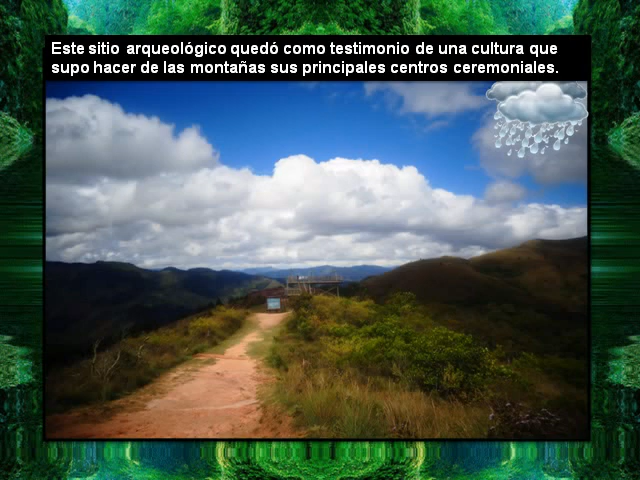 Este sitio arqueológico quedó como testimonio de una cultura que
supo hacer de las montañas sus principales centros ceremoniales.